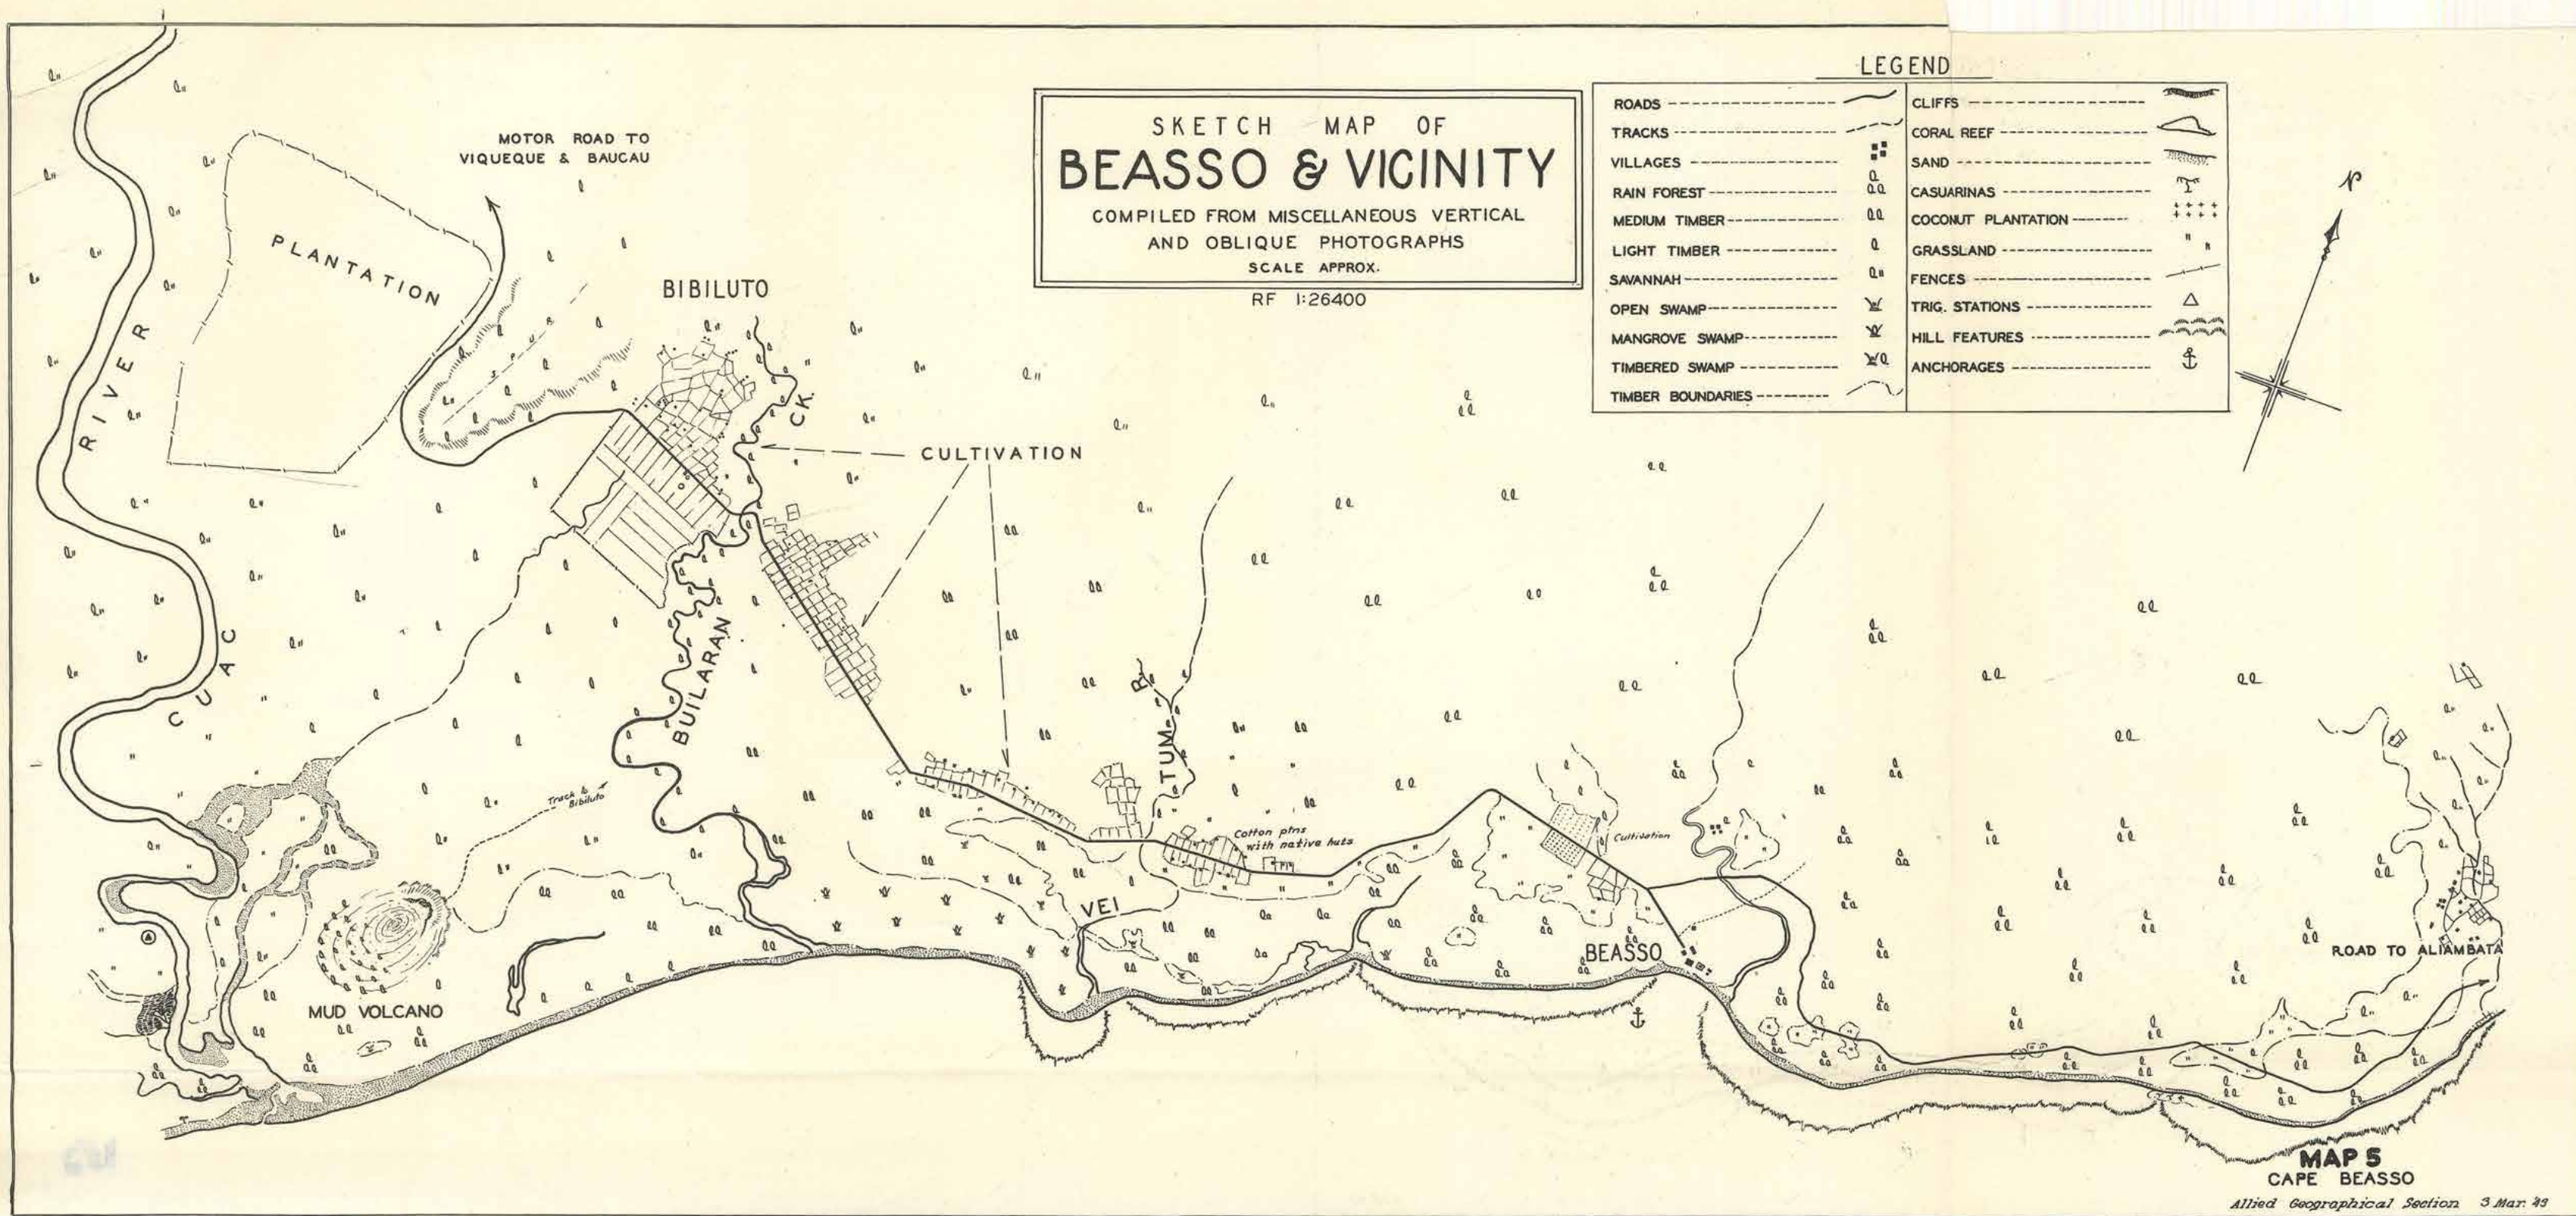 SKETCH MAP OF
BEASSO & VICINITY
COMPILED FROM MISCELLANEOUS VERTICAL
AND OBLIQUE PHOTOGRAPHS
SCALE APPROX.
RF 1:26400
LEGEND
ROADS
TRACKS
VILLAGES
RAIN FOREST
MEDIUM TIMBER
LIGHT TIMBER
SAVANNAH
OPEN SWAMP
MANGROVE SWAMP
TIMBERED SWAMP
TIMBER BOUNDARIES
CLIFFS
CORAL REEF
SAND
CASUARINAS
COCONUT PLANTATION
GRASSLAND
FENCES
TRIG. STATIONS
HILL FEATURES
ANCHORAGES
N
MOTOR ROAD TO
VIQUEQUE & BAUCAU
PLANTATION
BIBILUTO
SPUR
RIVER
CK.
CULTIVATION
CUAC
BUILARAN
R.
TUM
Track to
Bibiluto
Cotton ptns
with native huts
Cultivation
VEI
BEASSO
ROAD TO ALIAMBATA
MUD VOLCANO
MAP 5
CAPE BEASSO
Allied Geographical Section 3 Mar. '43